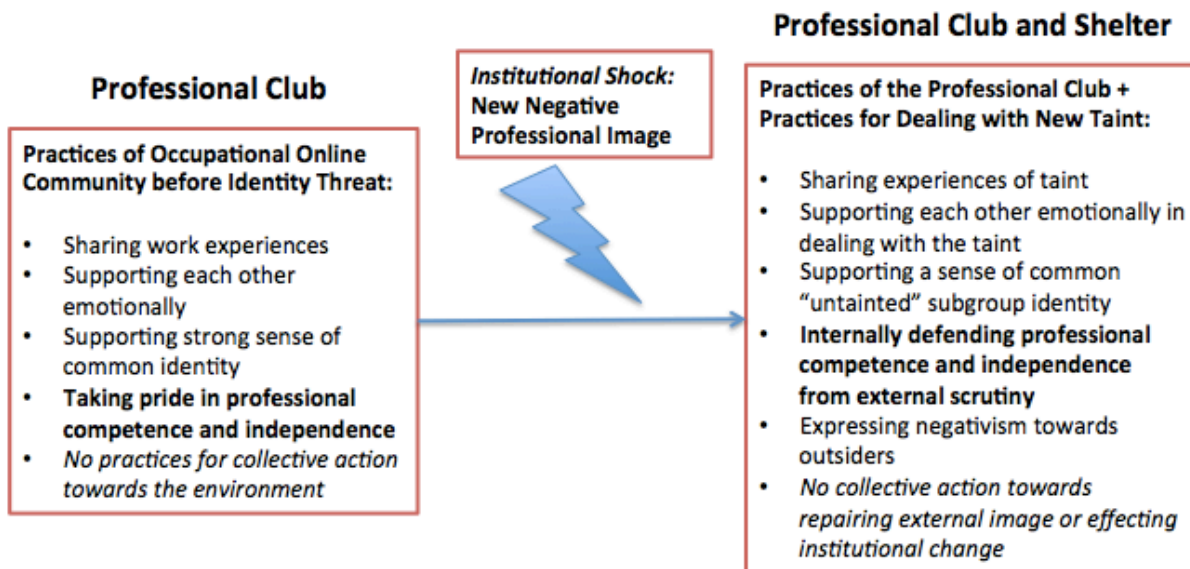 Professional Club
Practices of Occupational Online
Community before Identity Threat:
• Sharing work experiences
• Supporting each other
emotionally
• Supporting strong sense of
common identity
• Taking pride in professional
competence and independence
• No practices for collective action
towards the environment
Institutional Shock:
New Negative
Professional Image
Professional Club and Shelter
Practices of the Professional Club +
Practices for Dealing with New Taint:
• Sharing experiences of taint
• Supporting each other emotionally in
dealing with the taint
• Supporting a sense of common
“untainted” subgroup identity
• Internally defending professional
competence and independence
from external scrutiny
• Expressing negativism towards
outsiders
• No collective action towards
repairing external image or effecting
institutional change